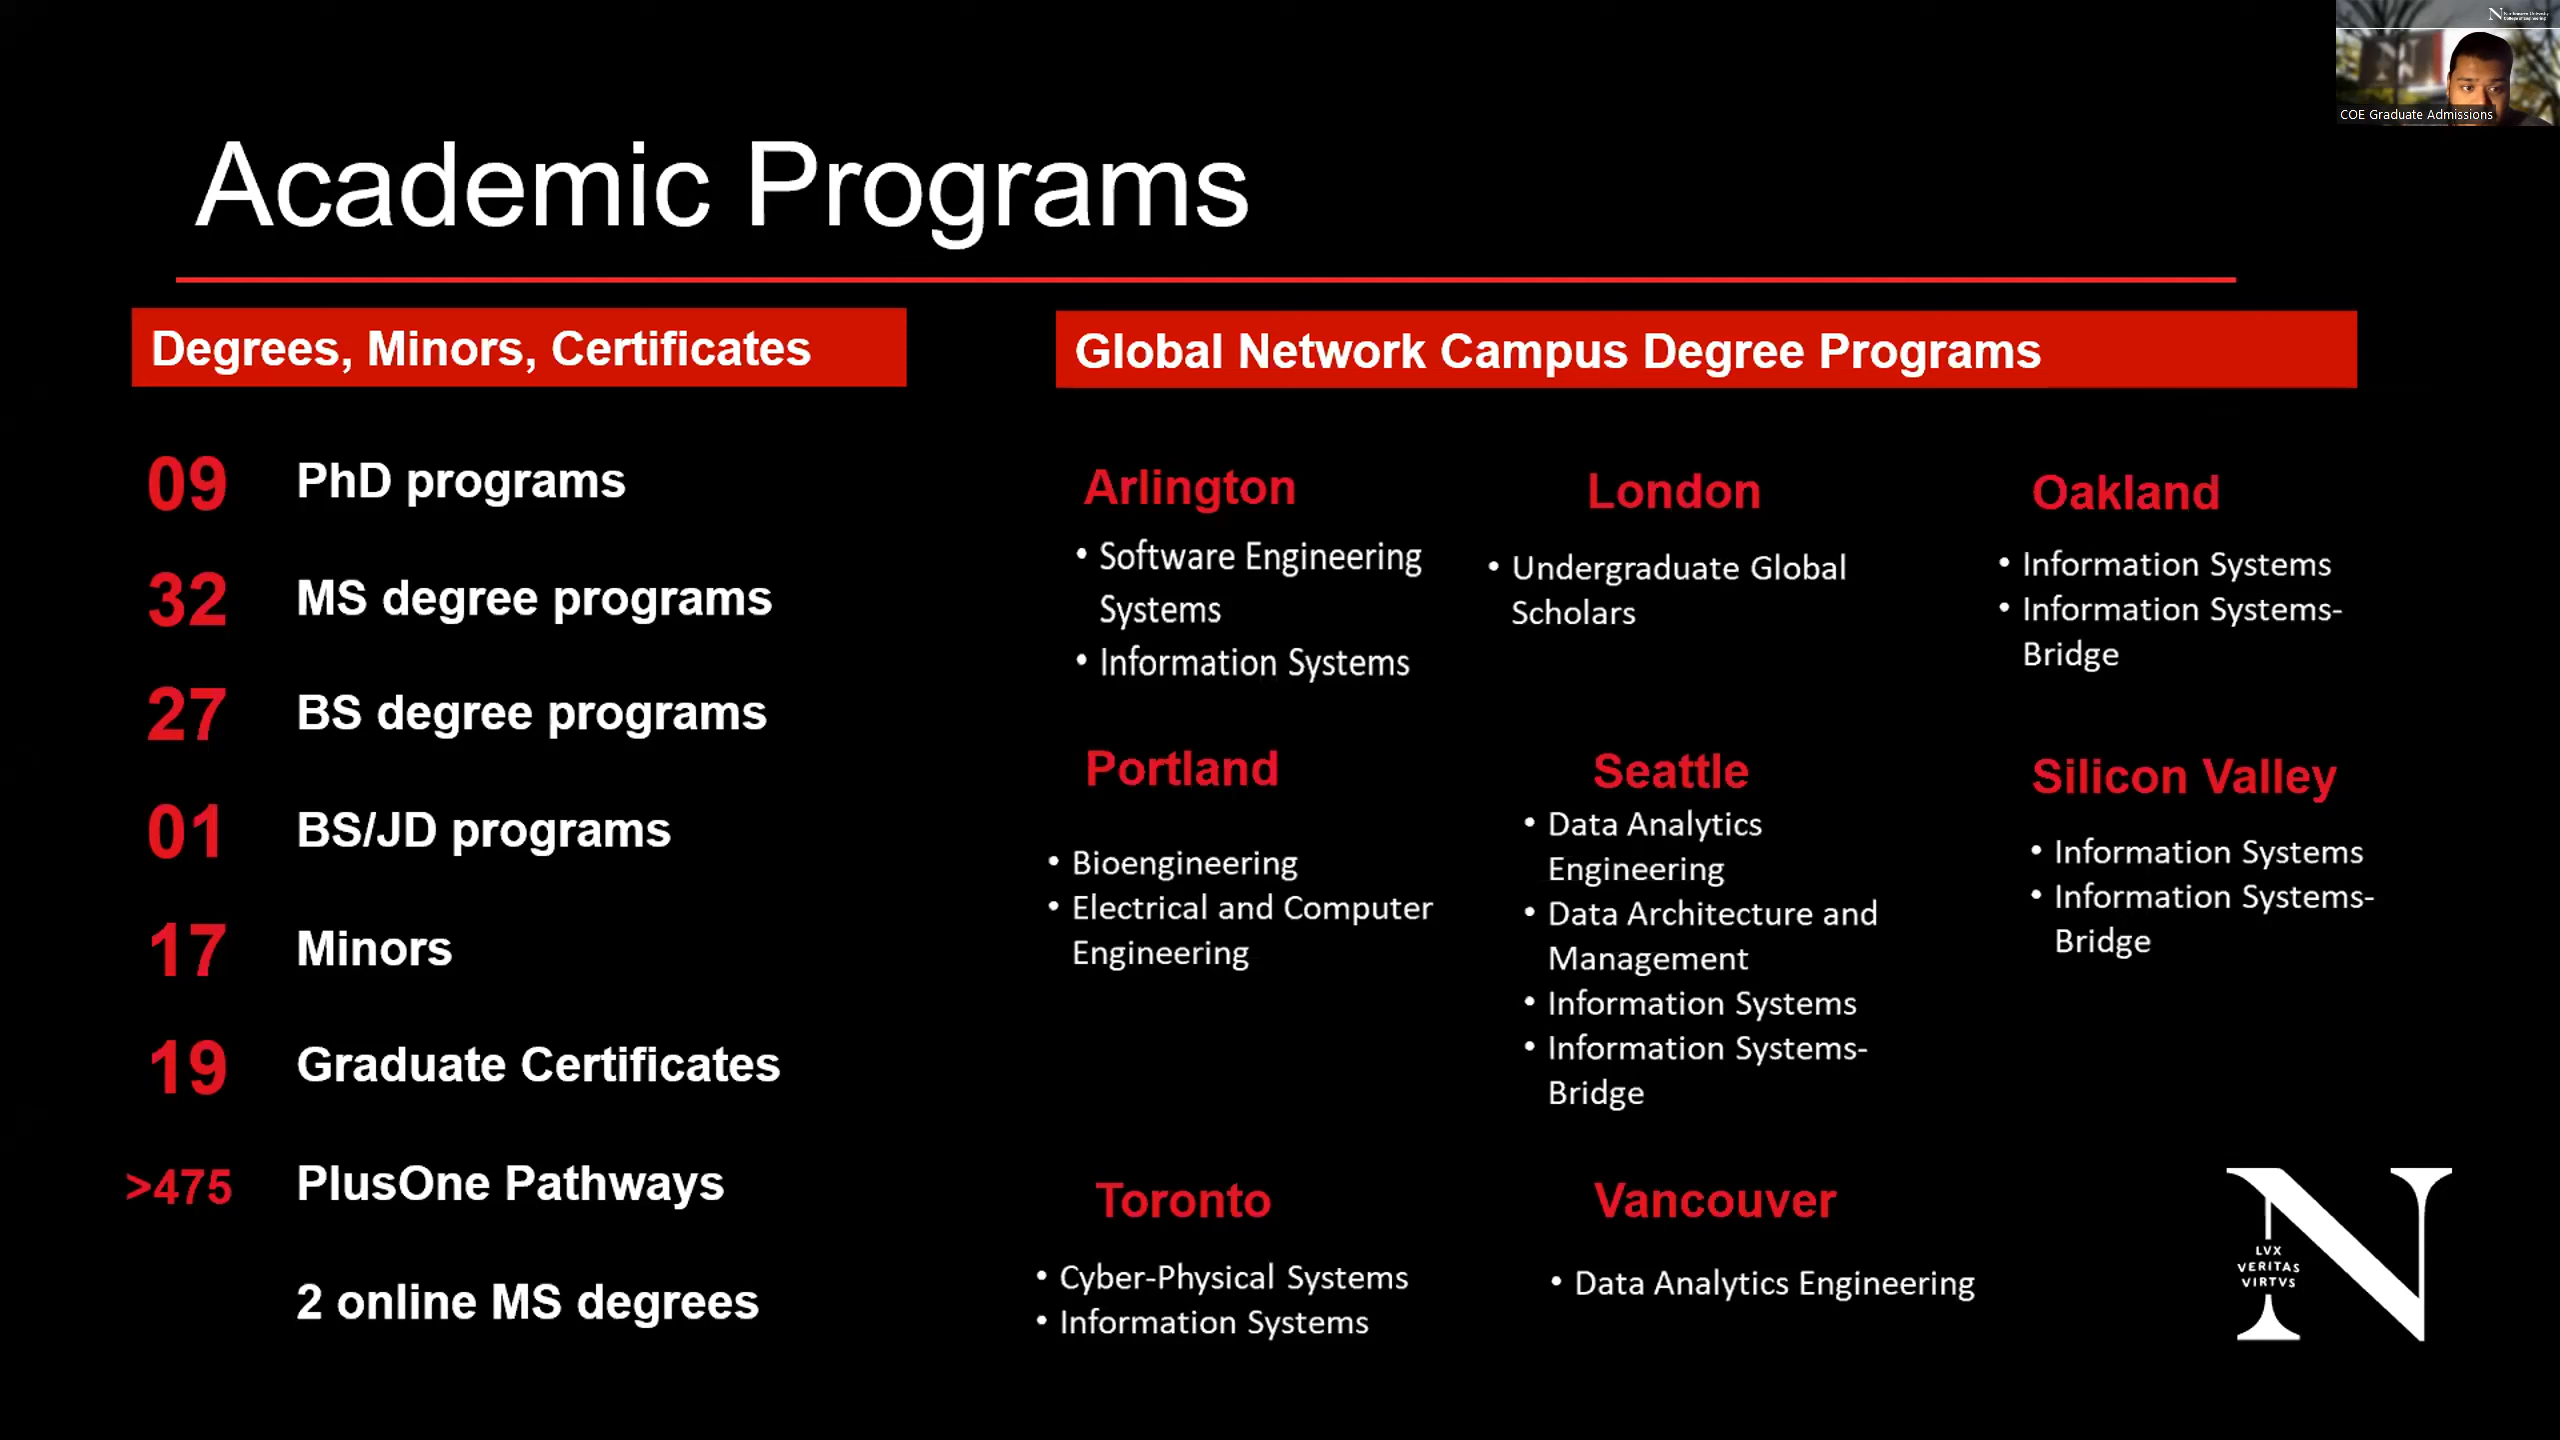 COE Graduate Admissions
Academic Programs
Degrees, Minors, Certificates
09 PhD programs
32 MS degree programs
27 BS degree programs
01 BS/JD programs
17 Minors
19 Graduate Certificates
>475 PlusOne Pathways
2 online MS degrees
Global Network Campus Degree Programs
Arlington
• Software Engineering
Systems
• Information Systems
London
• Undergraduate Global
Scholars
Oakland
• Information Systems
• Information Systems-
Bridge
Portland
• Bioengineering
• Electrical and Computer
Engineering
Seattle
• Data Analytics
Engineering
• Data Architecture and
Management
• Information Systems
• Information Systems-
Bridge
Silicon Valley
• Information Systems
• Information Systems-
Bridge
Toronto
• Cyber-Physical Systems
• Information Systems
Vancouver
• Data Analytics Engineering
N
LVX
VERITAS
VIRTVS